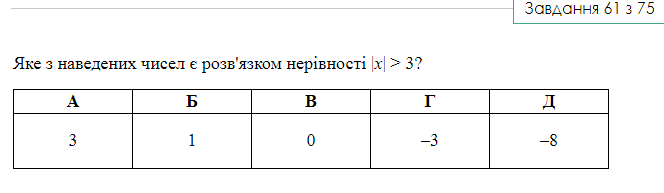 Завдання 61 з 75
Яке з наведених чисел є розв'язком нерівності |x| > 3?
А Б В Г Д
3 1 0 –3 –8